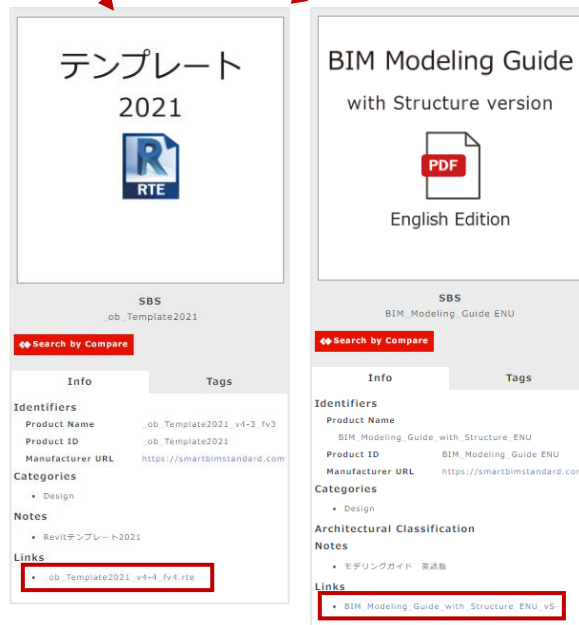 テンプレート
2021
R
RTE
SBS
_ob_Template2021
Search by Compare
Info Tags
Identifiers
Product Name _ob_Template2021_v4-3_fv3
Product ID _ob_Template2021
Manufacturer URL https://smartbimstandard.com
Categories
• Design
Notes
• Revitテンプレート2021
Links
• _ob_Template2021_v4-4_fv4.rte
BIM Modeling Guide
with Structure version
PDF
English Edition
SBS
BIM_Modeling_Guide ENU
Search by Compare
Info Tags
Identifiers
Product Name
BIM_Modeling_Guide_with_Structure_ENU
Product ID BIM_Modeling_Guide ENU
Manufacturer URL https://smartbimstandard.com
Categories
• Design
Architectural Classification
Notes
• モデリングガイド 英語版
Links
• BIM_Modeling_Guide_with_Structure_ENU_v5